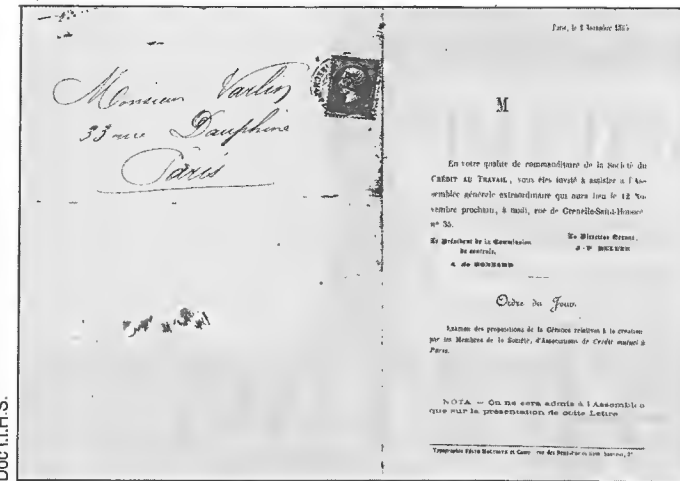 Monsieur Varlin
33 rue Dauphine
Paris
Paris, le 2 Novembre 1865
M
En votre qualité de commanditaire de la Société du
CRÉDIT AU TRAVAIL, vous êtes invité à assister à l'As-
semblée générale extraordinaire qui aura lieu le 12 No-
vembre prochain, à midi, rue de Grenelle-Saint-Honoré
n° 35.
Le Président de la Commission
de contrôle,
Le Directeur Gérant,
J.-P. BELUZE
Ordre du Jour
Examen des propositions de la Gérance relatives à la création
par les Membres de la Société, d'Associations de Crédit mutuel à
Paris.
NOTA — On ne sera admis à l'Assemblée
que sur la présentation de cette Lettre
Doc I.I.H.S.